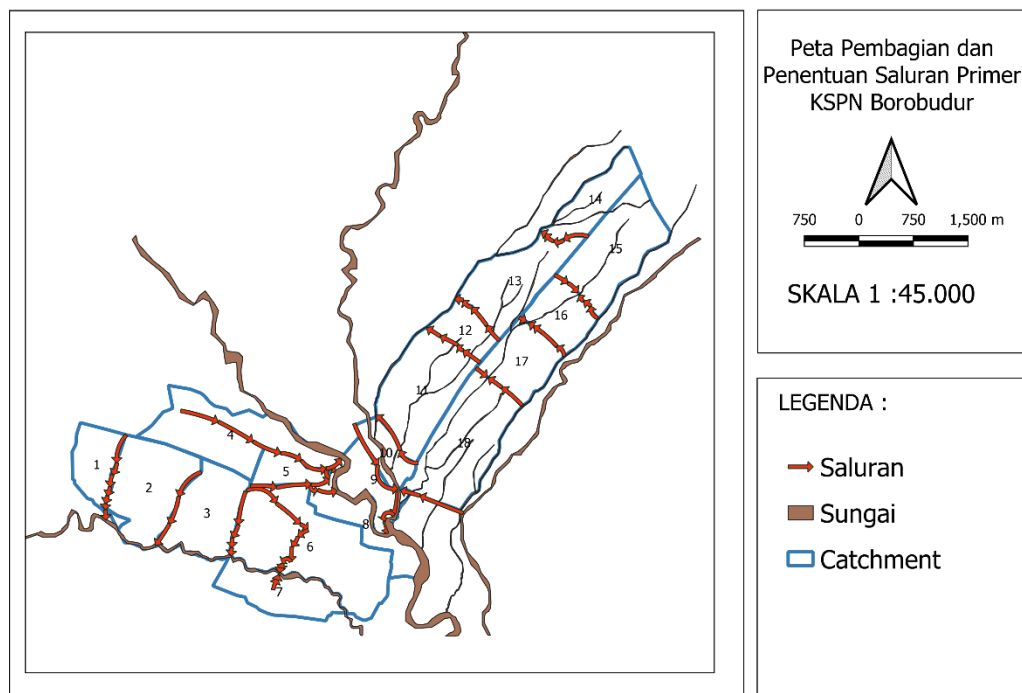 Peta Pembagian dan
Penentuan Saluran Primer
KSPN Borobudur
750 0 750 1,500 m
SKALA 1 :45.000
LEGENDA :
Saluran
Sungai
Catchment
14
15
13
16
12
17
11
4
18
10
1
5
9
2
3
8
6
7